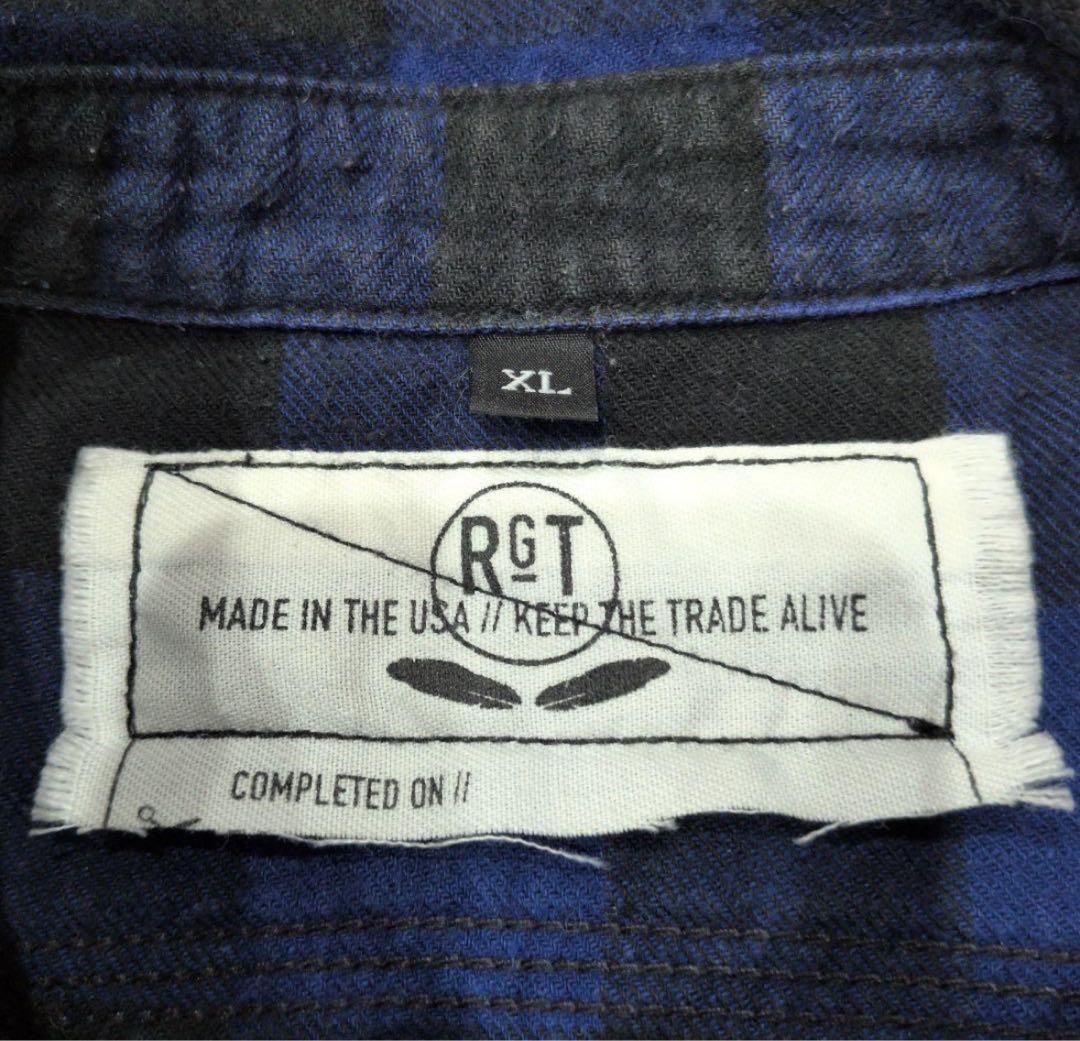 XL
RGT
MADE IN THE USA // KEEP THE TRADE ALIVE
COMPLETED ON //